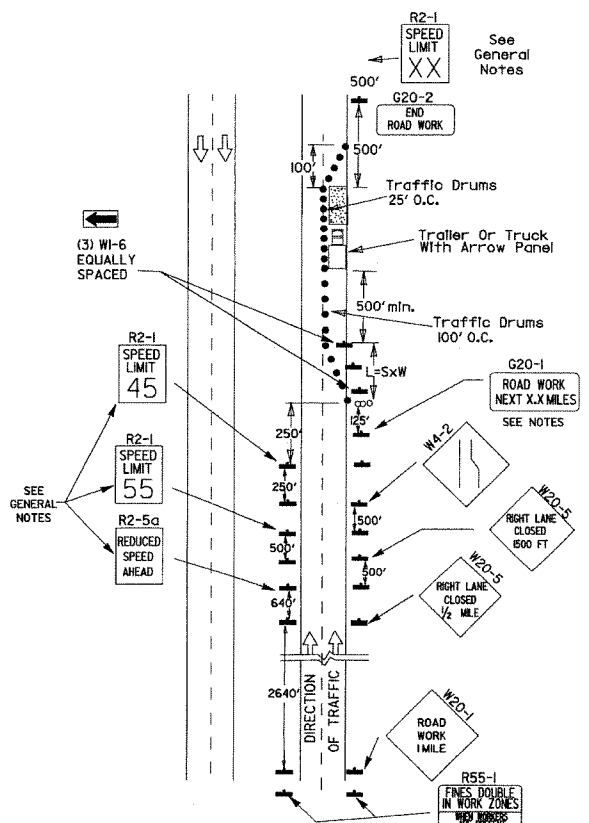 R2-1
SPEED
LIMIT
XX
See
General
Notes
500'
G20-2
END
ROAD WORK
500'
100'
Traffic Drums
25' O.C.
Trailer Or Truck
With Arrow Panel
(3) W1-6
EQUALLY
SPACED
500' min.
Traffic Drums
100' O.C.
R2-1
SPEED
LIMIT
45
L=SxW
G20-1
ROAD WORK
NEXT X.X MILES
SEE NOTES
125'
250'
R2-1
SPEED
LIMIT
55
250'
W4-2
500'
SEE
GENERAL
NOTES
R2-5a
REDUCED
SPEED
AHEAD
500'
W20-5
RIGHT LANE
CLOSED
1500 FT
500'
640'
W20-5
RIGHT LANE
CLOSED
1/2 MILE
2640'
DIRECTION
OF TRAFFIC
W20-1
ROAD
WORK
1 MILE
R55-1
FINES DOUBLE
IN WORK ZONES
WHEN WORKERS